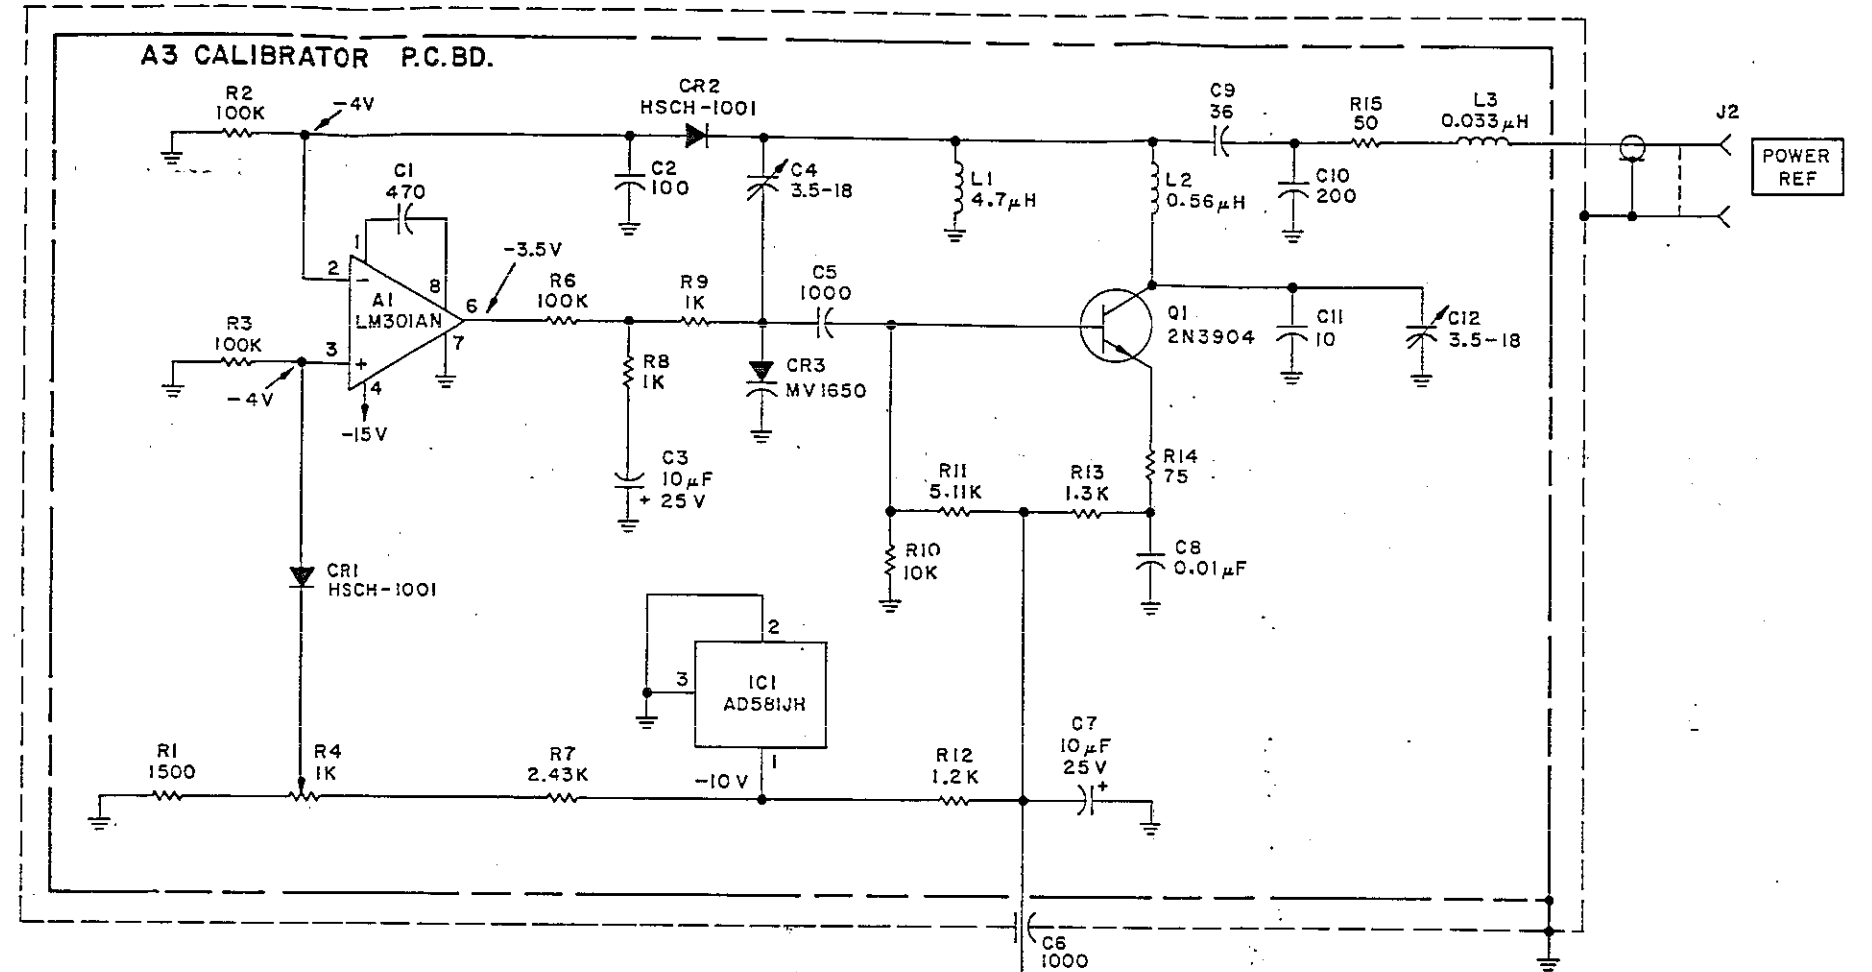 A3 CALIBRATOR P.C.BD.
R2
100K
-4V
CR2
HSCH-1001
C9
36
R15
50
L3
0.033μH
J2
POWER
REF
C1
470
C2
100
C4
3.5-18
L1
4.7μH
L2
0.56μH
C10
200
1
2
-
8
A1
LM301AN
6
-3.5V
R6
100K
R9
1K
C5
1000
Q1
2N3904
C11
10
C12
3.5-18
R3
100K
3
+
7
4
-4V
-15V
R8
1K
CR3
MV1650
C3
10μF
+ 25V
R11
5.11K
R13
1.3K
R14
75
R10
10K
C8
0.01μF
CR1
HSCH-1001
2
3
IC1
AD581JH
1
-10V
R1
1500
R4
1K
R7
2.43K
R12
1.2K
C7
10μF
25V
+
C6
1000